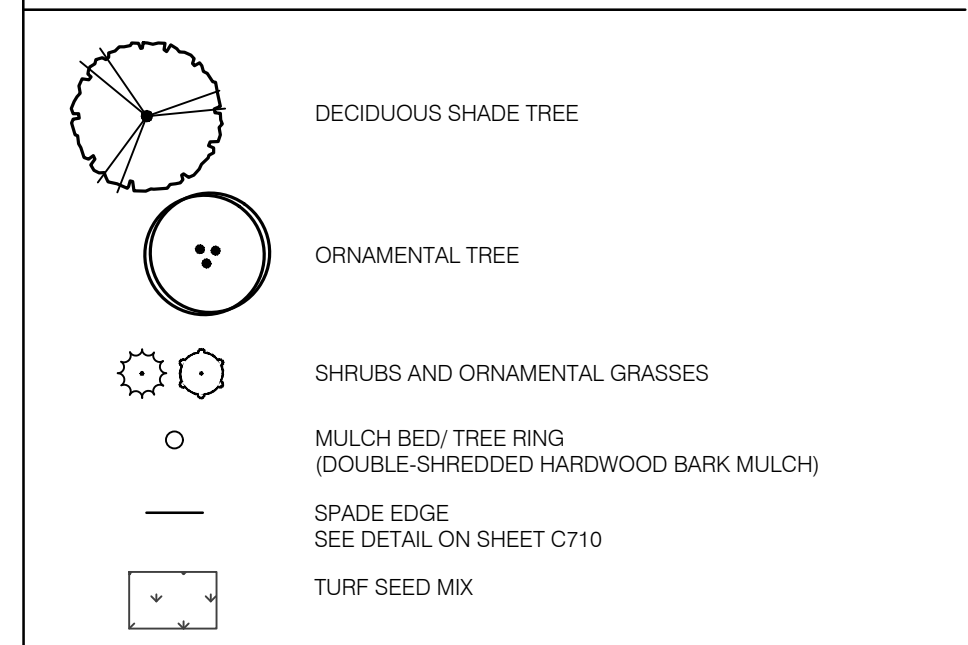 DECIDUOUS SHADE TREE
ORNAMENTAL TREE
SHRUBS AND ORNAMENTAL GRASSES
MULCH BED/ TREE RING
(DOUBLE-SHREDDED HARDWOOD BARK MULCH)
SPADE EDGE
SEE DETAIL ON SHEET C710
TURF SEED MIX